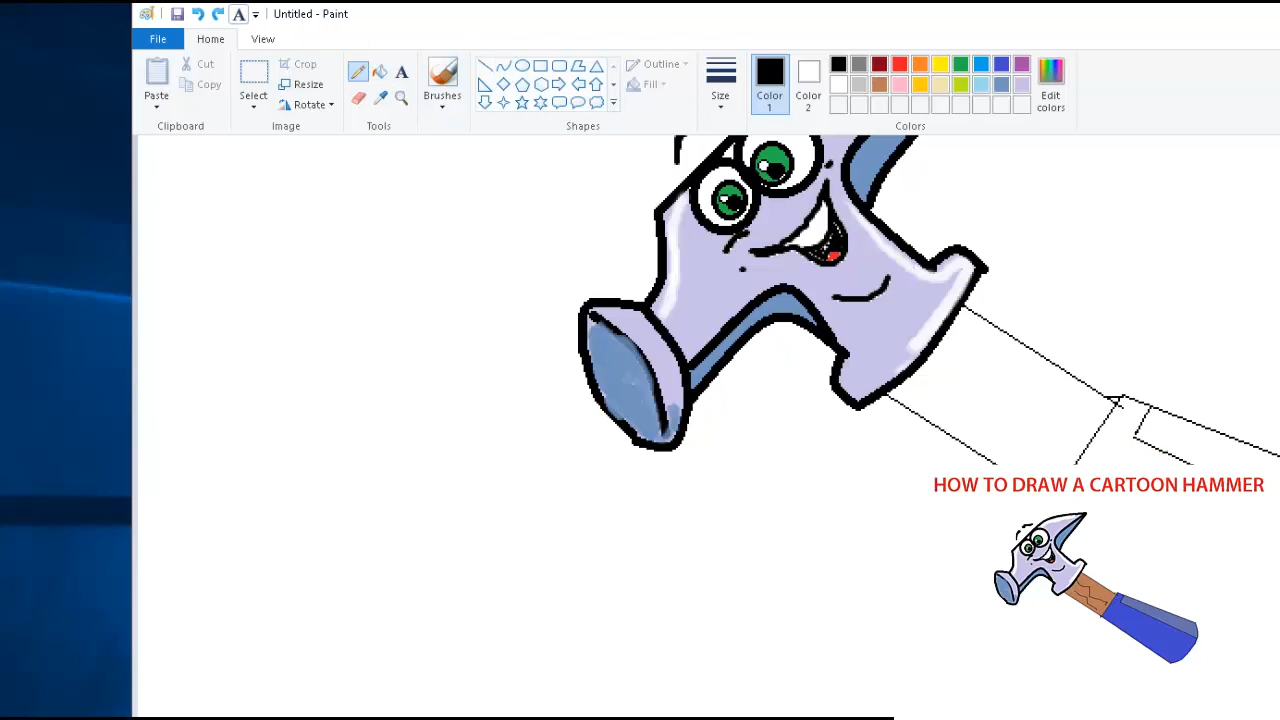 Untitled - Paint
File Home View
Paste
Cut
Copy
Clipboard
Select
Crop
Resize
Rotate
Image
A
Tools
Brushes
Outline
Fill
Shapes
Size
Color
1
Color
2
Edit
colors
Colors
HOW TO DRAW A CARTOON HAMMER